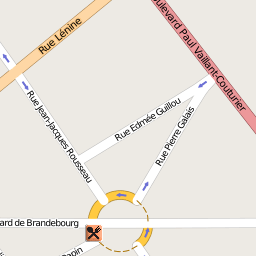 Boulevard Paul Vaillant-Couturier
Rue Lénine
Rue Edmée Guillou
Rue Pierre Galais
Rue Jean-Jacques Rousseau
ard de Brandebourg
Papin